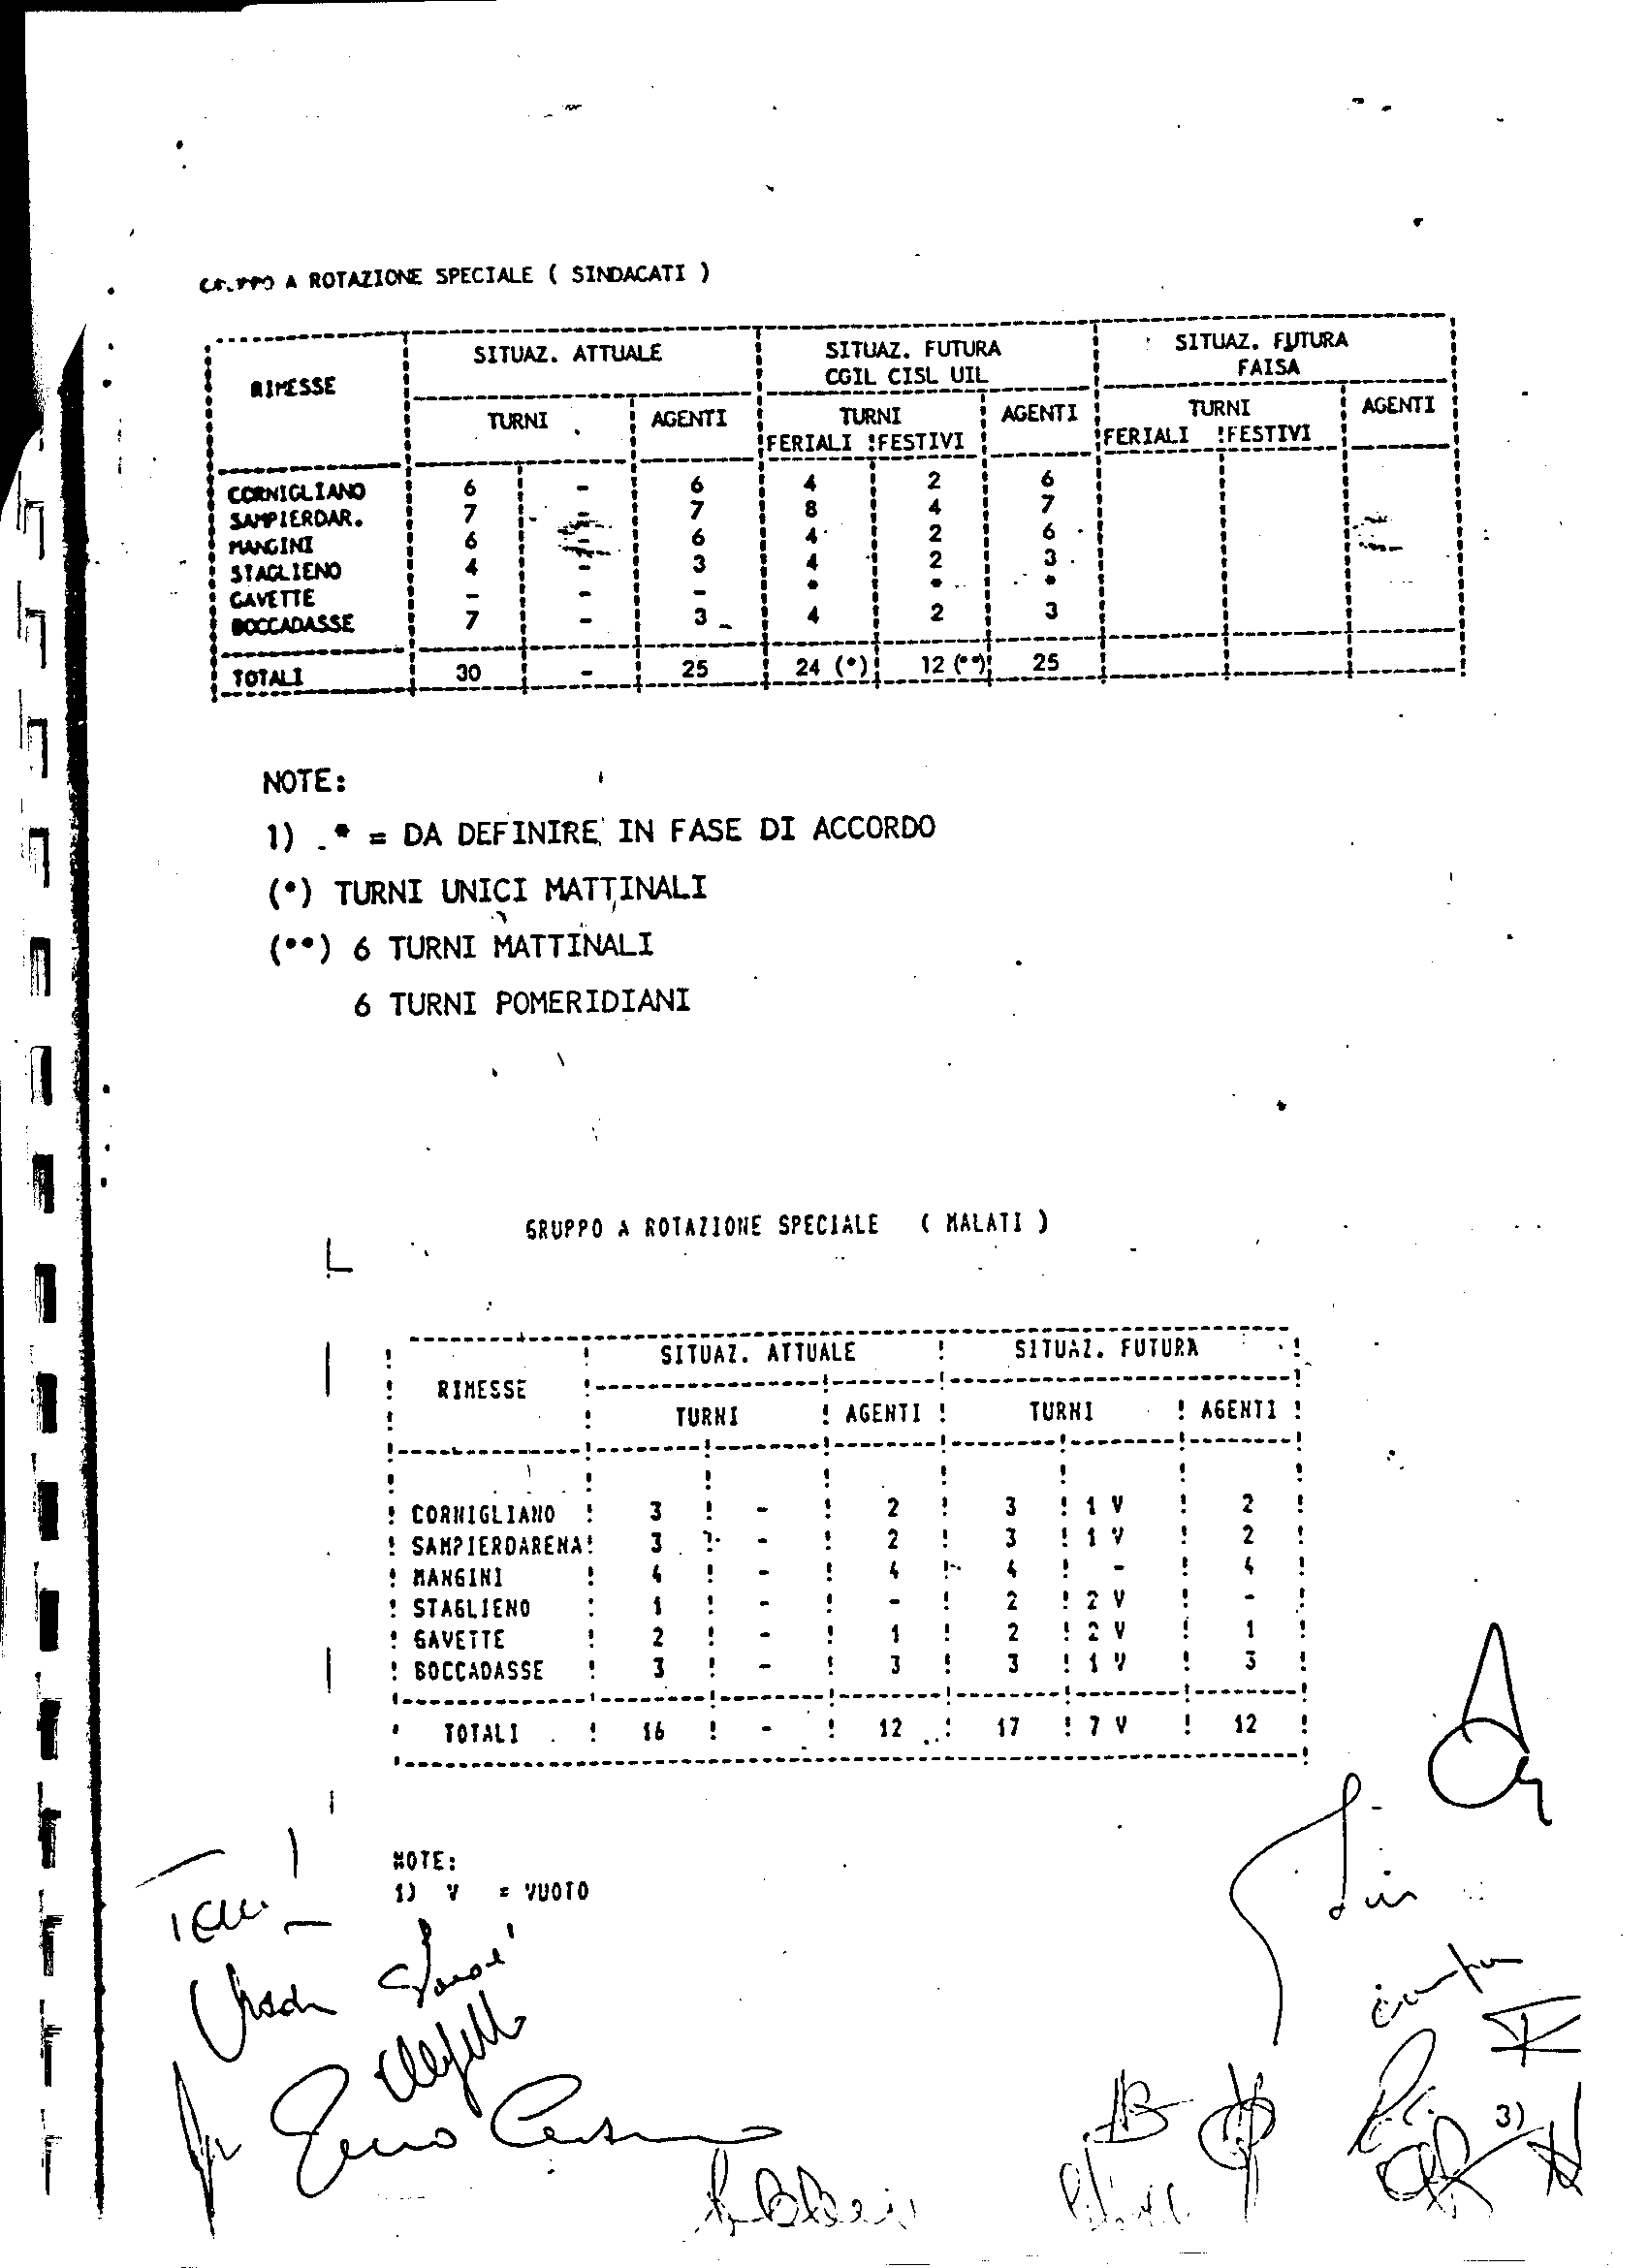 GRUPPO A ROTAZIONE SPECIALE ( SINDACATI )
RIMESSE SITUAZ. ATTUALE SITUAZ. FUTURA SITUAZ. FUTURA
CGIL CISL UIL FAISA
TURNI AGENTI TURNI AGENTI TURNI AGENTI
FERIALI !FESTIVI FERIALI !FESTIVI
CORNIGLIANO 6 - 6 4 2 6
SAMPIERDAR. 7 - 7 8 4 7
MANGINI 6 - 6 4 2 6
STAGLIENO 4 - 3 4 2 3
GAVETTE - - - * * *
BOCCADASSE 7 - 3 4 2 3
TOTALI 30 - 25 24 (*) 12 (**) 25
NOTE:
1) * = DA DEFINIRE IN FASE DI ACCORDO
(*) TURNI UNICI MATTINALI
(**) 6 TURNI MATTINALI
6 TURNI POMERIDIANI
GRUPPO A ROTAZIONE SPECIALE ( MALATI )
RIMESSE SITUAZ. ATTUALE SITUAZ. FUTURA
TURNI AGENTI TURNI AGENTI
CORNIGLIANO 3 - 2 3 1 V 2
SAMPIERDARENA 3 - 2 3 1 V 2
MANGINI 4 - 4 4 - 4
STAGLIENO 1 - - 2 2 V -
GAVETTE 2 - 1 2 2 V 1
BOCCADASSE 3 - 3 3 1 V 3
TOTALI 16 - 12 17 7 V 12
NOTE:
1) V = VUOTO
3)